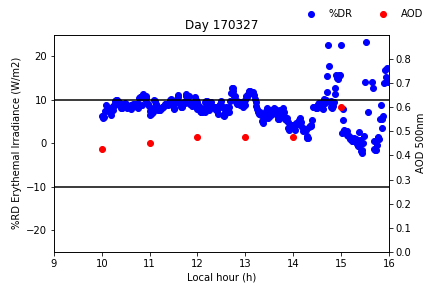 %DR AOD
Day 170327
%RD Erythermal Irradiance (W/m2)
20
10
0
−10
−20
0.8
0.7
0.6
0.5
0.4
0.3
0.2
0.1
0.0
AOD 500nm
9 10 11 12 13 14 15 16
Local hour (h)